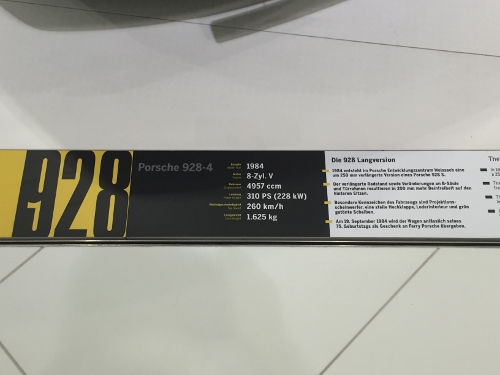 928
Porsche 928-4
1984
8-Zyl. V
4957 ccm
310 PS (228 kW)
260 km/h
1.625 kg
Die 928 Langversion
1984 entsteht im Porsche Entwicklungszentrum Weissach eine
um 250 mm verlängerte Version eines Porsche 928 S.
Der verlängerte Radstand sowie Veränderungen an B-Säule
und Türrahmen resultieren in 200 mm mehr Beinfreiheit auf den
hinteren Sitzen.
Besondere Kennzeichen des Fahrzeugs sind Projektions-
scheinwerfer, eine steile Heckklappe, Lederinterieur und grün
getönte Scheiben.
Am 19. September 1984 wird der Wagen anlässlich seines
75. Geburtstags als Geschenk an Ferry Porsche übergeben.
The